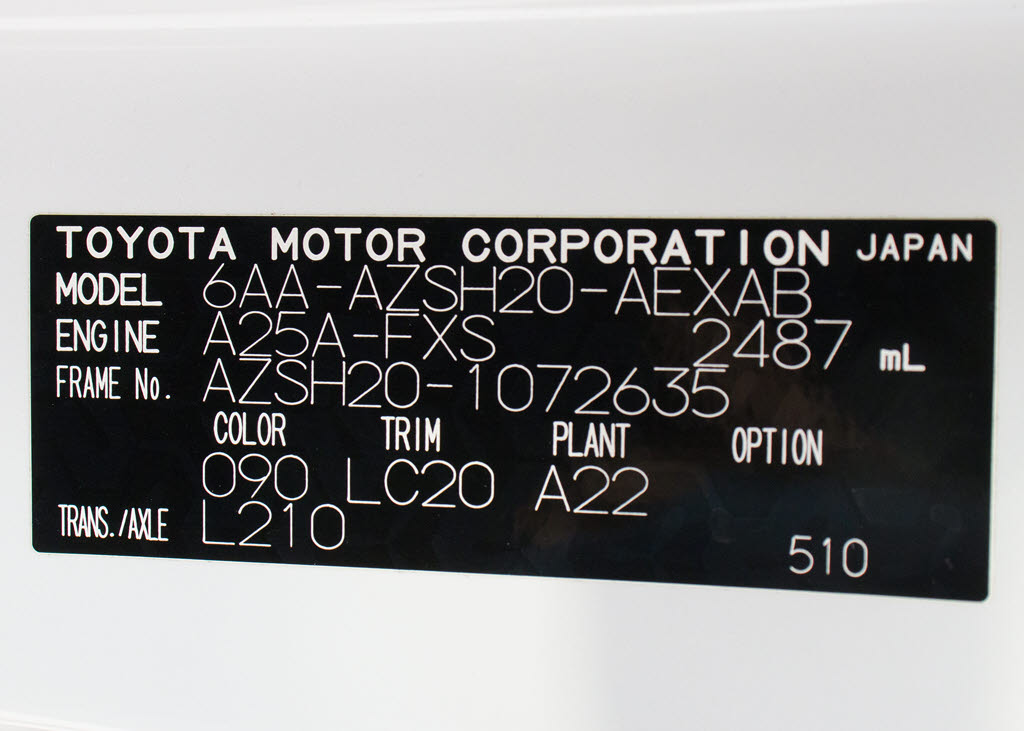 TOYOTA MOTOR CORPORATION JAPAN
MODEL 6AA-AZSH20-AEXAB
ENGINE A25A-FXS 2487 mL
FRAME No. AZSH20-1072635
COLOR TRIM PLANT OPTION
090 LC20 A22
TRANS./AXLE L210
510